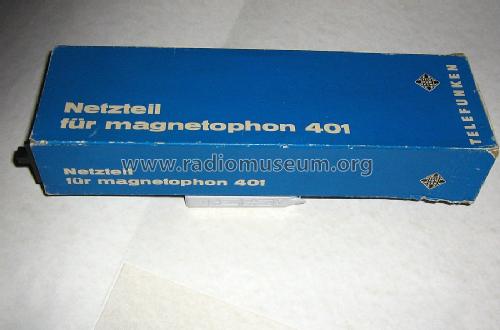 Netzteil
für magnetophon 401
TELEFUNKEN
www.radiomuseum.org
Netzteil
für magnetophon 401